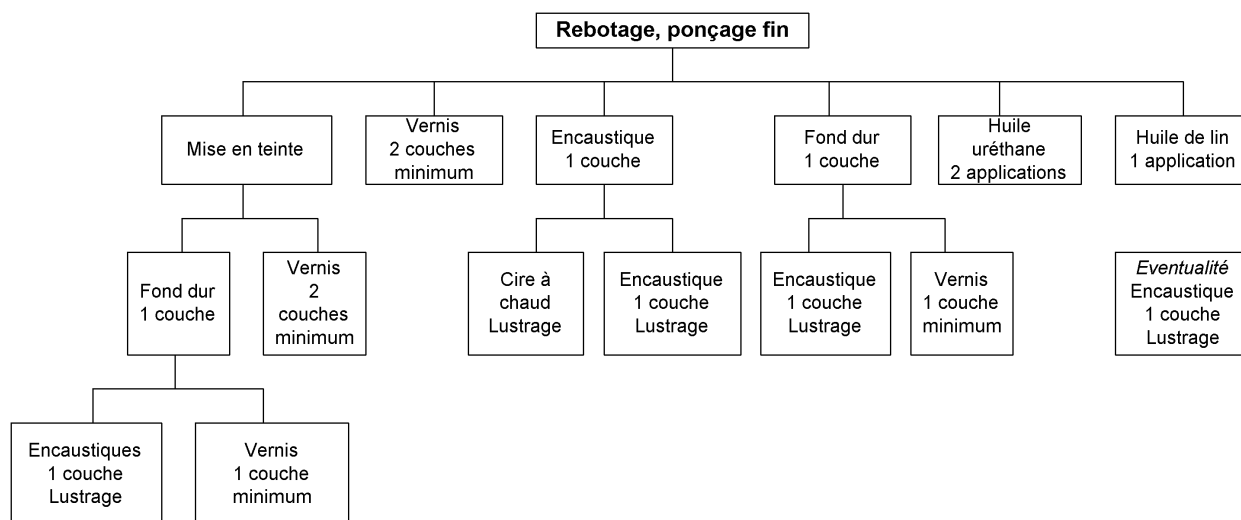 Rebotage, ponçage fin
Mise en teinte
Vernis
2 couches
minimum
Encaustique
1 couche
Fond dur
1 couche
Huile
uréthane
2 applications
Huile de lin
1 application
Fond dur
1 couche
Vernis
2
couches
minimum
Cire à
chaud
Lustrage
Encaustique
1 couche
Lustrage
Encaustique
1 couche
Lustrage
Vernis
1 couche
minimum
Eventualité
Encaustique
1 couche
Lustrage
Encaustiques
1 couche
Lustrage
Vernis
1 couche
minimum